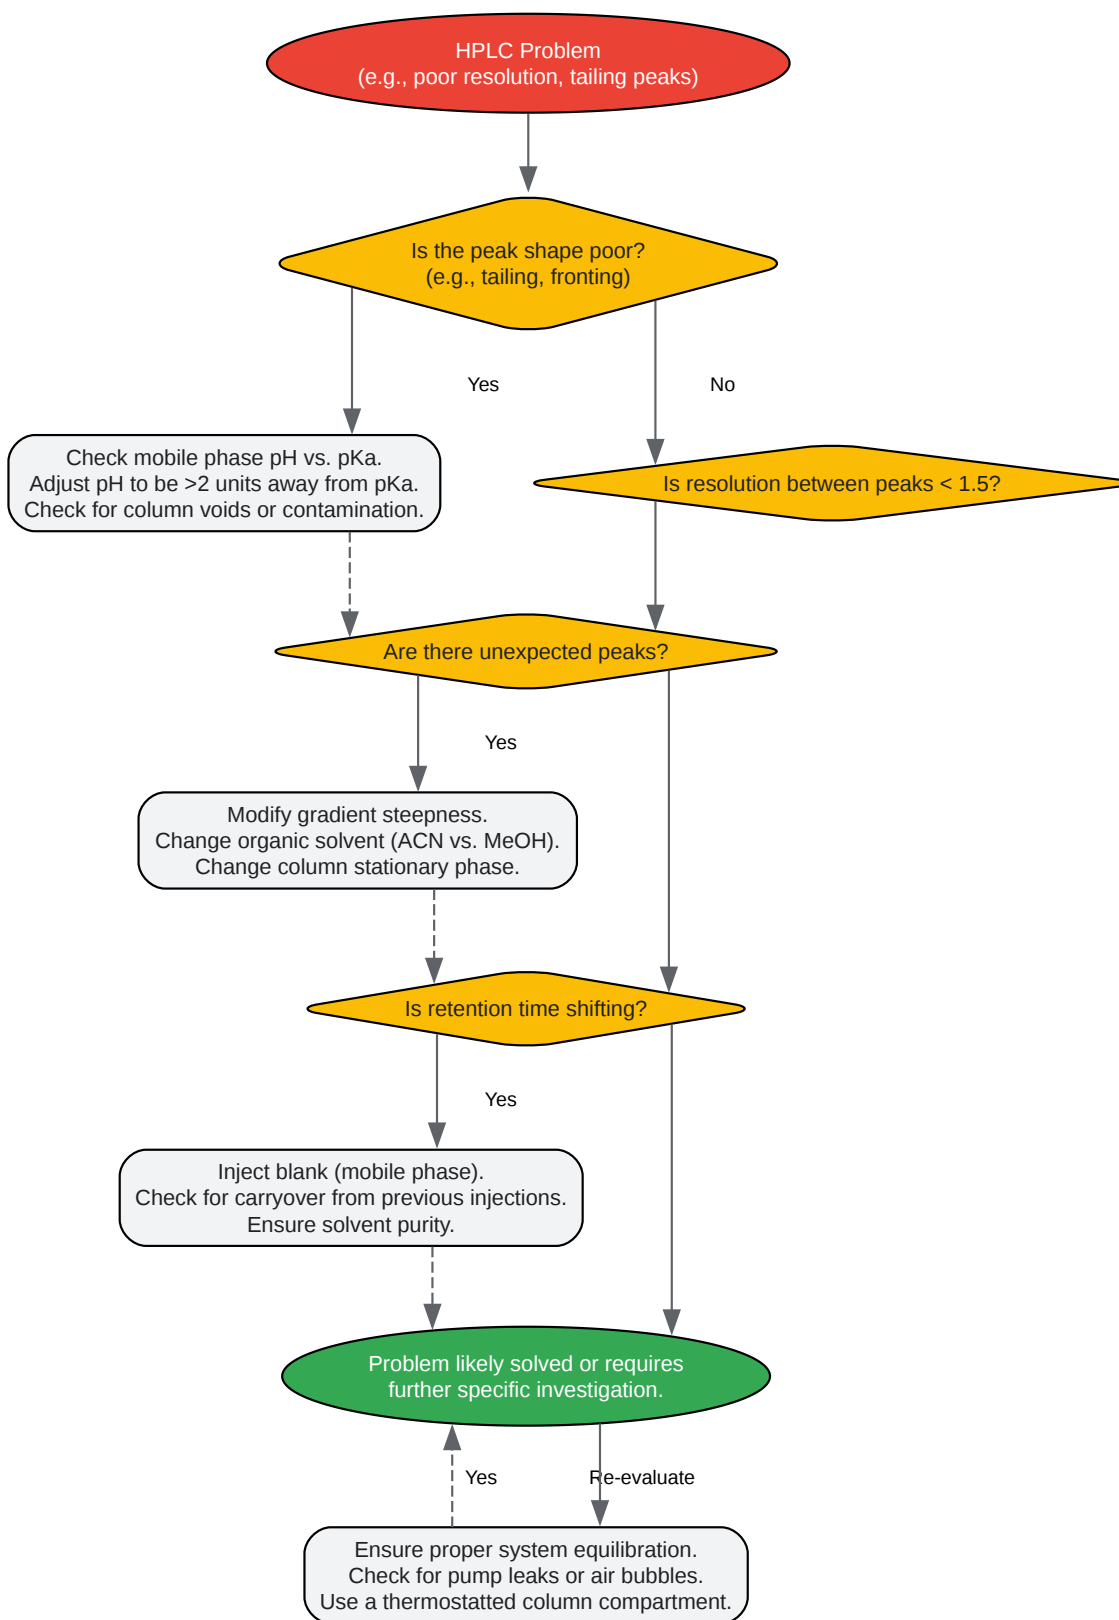 HPLC Problem
(e.g., poor resolution, tailing peaks)
Is the peak shape poor?
(e.g., tailing, fronting)
Yes
No
Check mobile phase pH vs. pKa.
Adjust pH to be >2 units away from pKa.
Check for column voids or contamination.
Is resolution between peaks < 1.5?
Are there unexpected peaks?
Yes
Modify gradient steepness.
Change organic solvent (ACN vs. MeOH).
Change column stationary phase.
Is retention time shifting?
Yes
Inject blank (mobile phase).
Check for carryover from previous injections.
Ensure solvent purity.
Problem likely solved or requires
further specific investigation.
Yes
Re-evaluate
Ensure proper system equilibration.
Check for pump leaks or air bubbles.
Use a thermostatted column compartment.